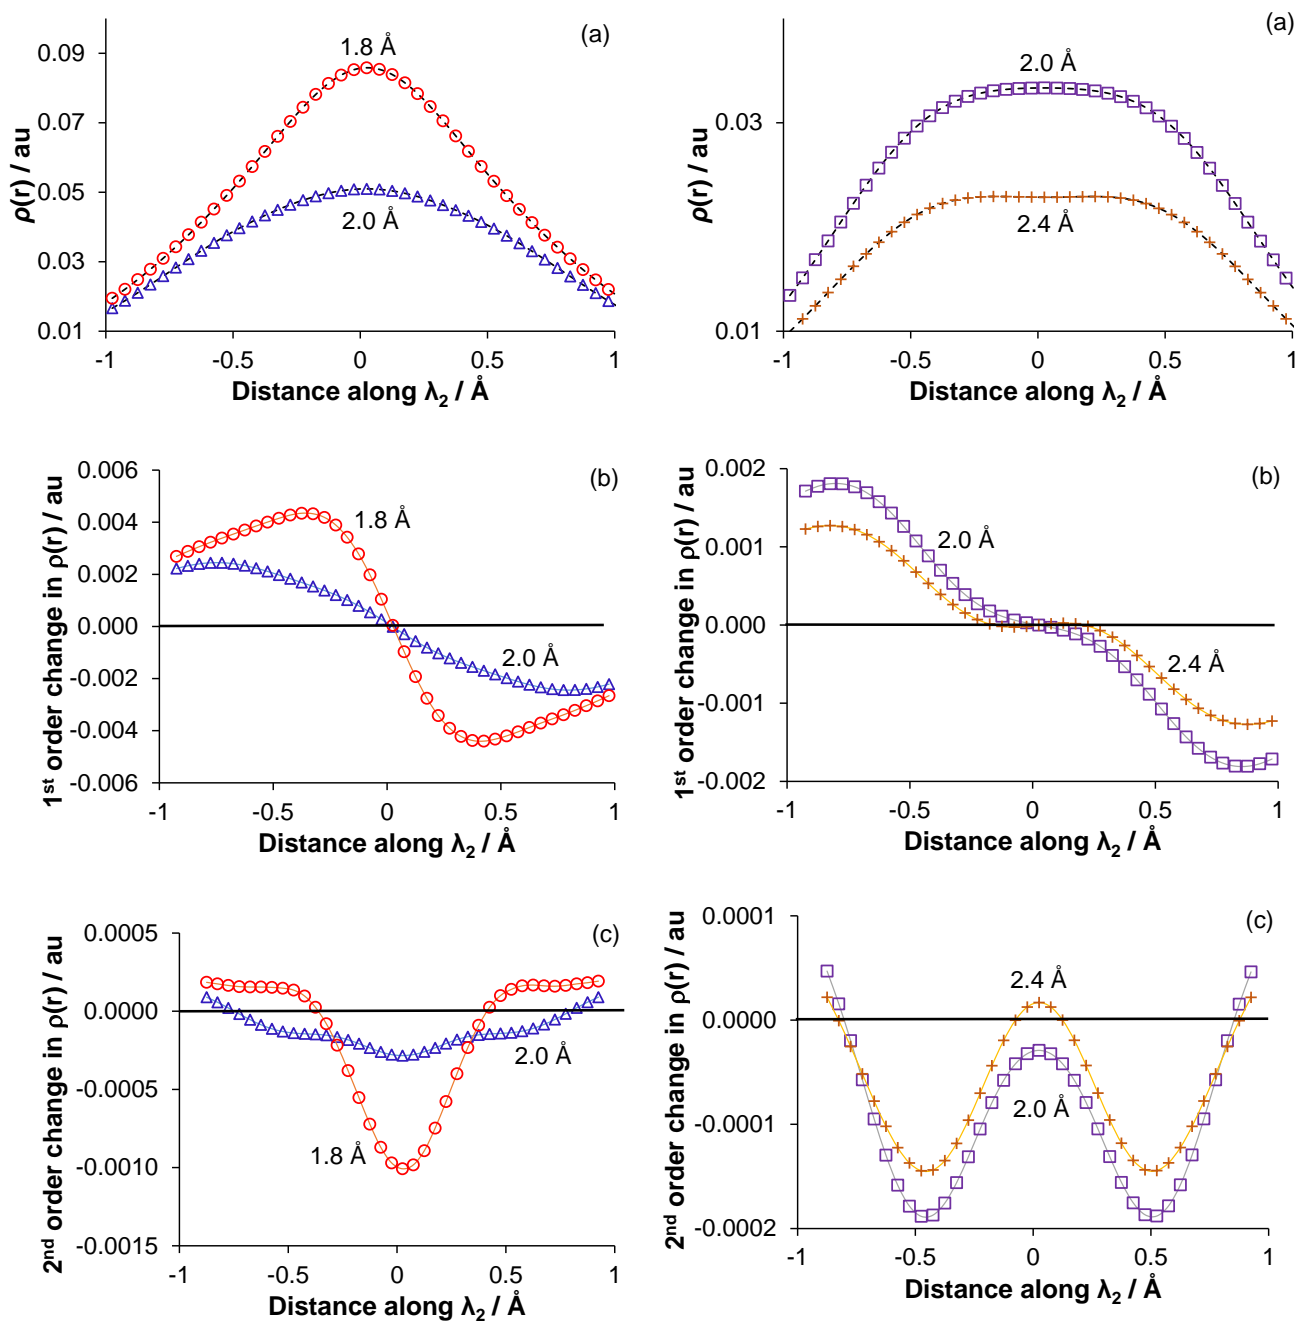 (a)
ρ(r) / au
0.09
0.07
0.05
0.03
0.01
1.8 Å
2.0 Å
-1 -0.5 0 0.5 1
Distance along λ2 / Å
(a)
ρ(r) / au
0.03
0.01
2.0 Å
2.4 Å
-1 -0.5 0 0.5 1
Distance along λ2 / Å
(b)
1st order change in ρ(r) / au
0.006
0.004
0.002
0.000
-0.002
-0.004
-0.006
1.8 Å
2.0 Å
-1 -0.5 0 0.5 1
Distance along λ2 / Å
(b)
1st order change in ρ(r) / au
0.002
0.001
0.000
-0.001
-0.002
2.0 Å
2.4 Å
-1 -0.5 0 0.5 1
Distance along λ2 / Å
(c)
2nd order change in ρ(r) / au
0.0005
0.0000
-0.0005
-0.0010
-0.0015
2.0 Å
1.8 Å
-1 -0.5 0 0.5 1
Distance along λ2 / Å
(c)
2nd order change in ρ(r) / au
0.0001
0.0000
-0.0001
-0.0002
2.4 Å
2.0 Å
-1 -0.5 0 0.5 1
Distance along λ2 / Å